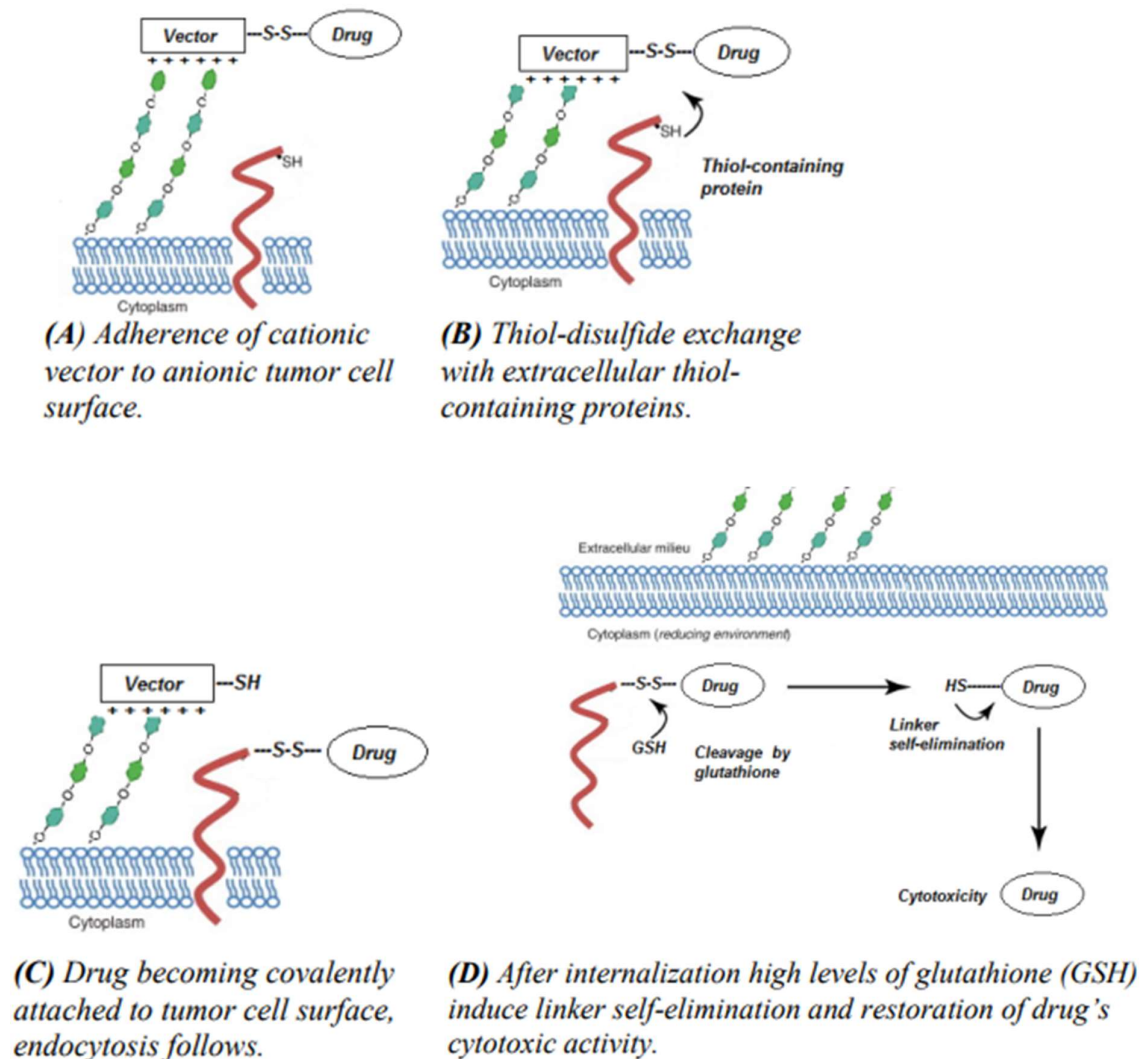 Vector ---S-S--- Drug
+ + + + + +
SH
Cytoplasm
(A) Adherence of cationic
vector to anionic tumor cell
surface.
Vector ---S-S--- Drug
+ + + + + +
SH
Thiol-containing
protein
Cytoplasm
(B) Thiol-disulfide exchange
with extracellular thiol-
containing proteins.
Vector ---SH
+ + + + + +
---S-S--- Drug
Cytoplasm
(C) Drug becoming covalently
attached to tumor cell surface,
endocytosis follows.
Extracellular milieu
Cytoplasm (reducing environment)
---S-S--- Drug
GSH
Cleavage by
glutathione
HS------- Drug
Linker
self-elimination
Cytotoxicity Drug
(D) After internalization high levels of glutathione (GSH)
induce linker self-elimination and restoration of drug's
cytotoxic activity.